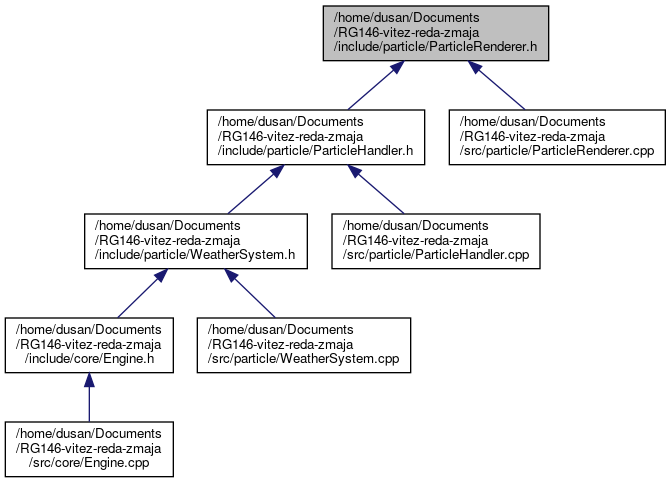 /home/dusan/Documents
/RG146-vitez-reda-zmaja
/include/particle/ParticleRenderer.h
/home/dusan/Documents
/RG146-vitez-reda-zmaja
/include/particle/ParticleHandler.h
/home/dusan/Documents
/RG146-vitez-reda-zmaja
/src/particle/ParticleRenderer.cpp
/home/dusan/Documents
/RG146-vitez-reda-zmaja
/include/particle/WeatherSystem.h
/home/dusan/Documents
/RG146-vitez-reda-zmaja
/src/particle/ParticleHandler.cpp
/home/dusan/Documents
/RG146-vitez-reda-zmaja
/include/core/Engine.h
/home/dusan/Documents
/RG146-vitez-reda-zmaja
/src/particle/WeatherSystem.cpp
/home/dusan/Documents
/RG146-vitez-reda-zmaja
/src/core/Engine.cpp